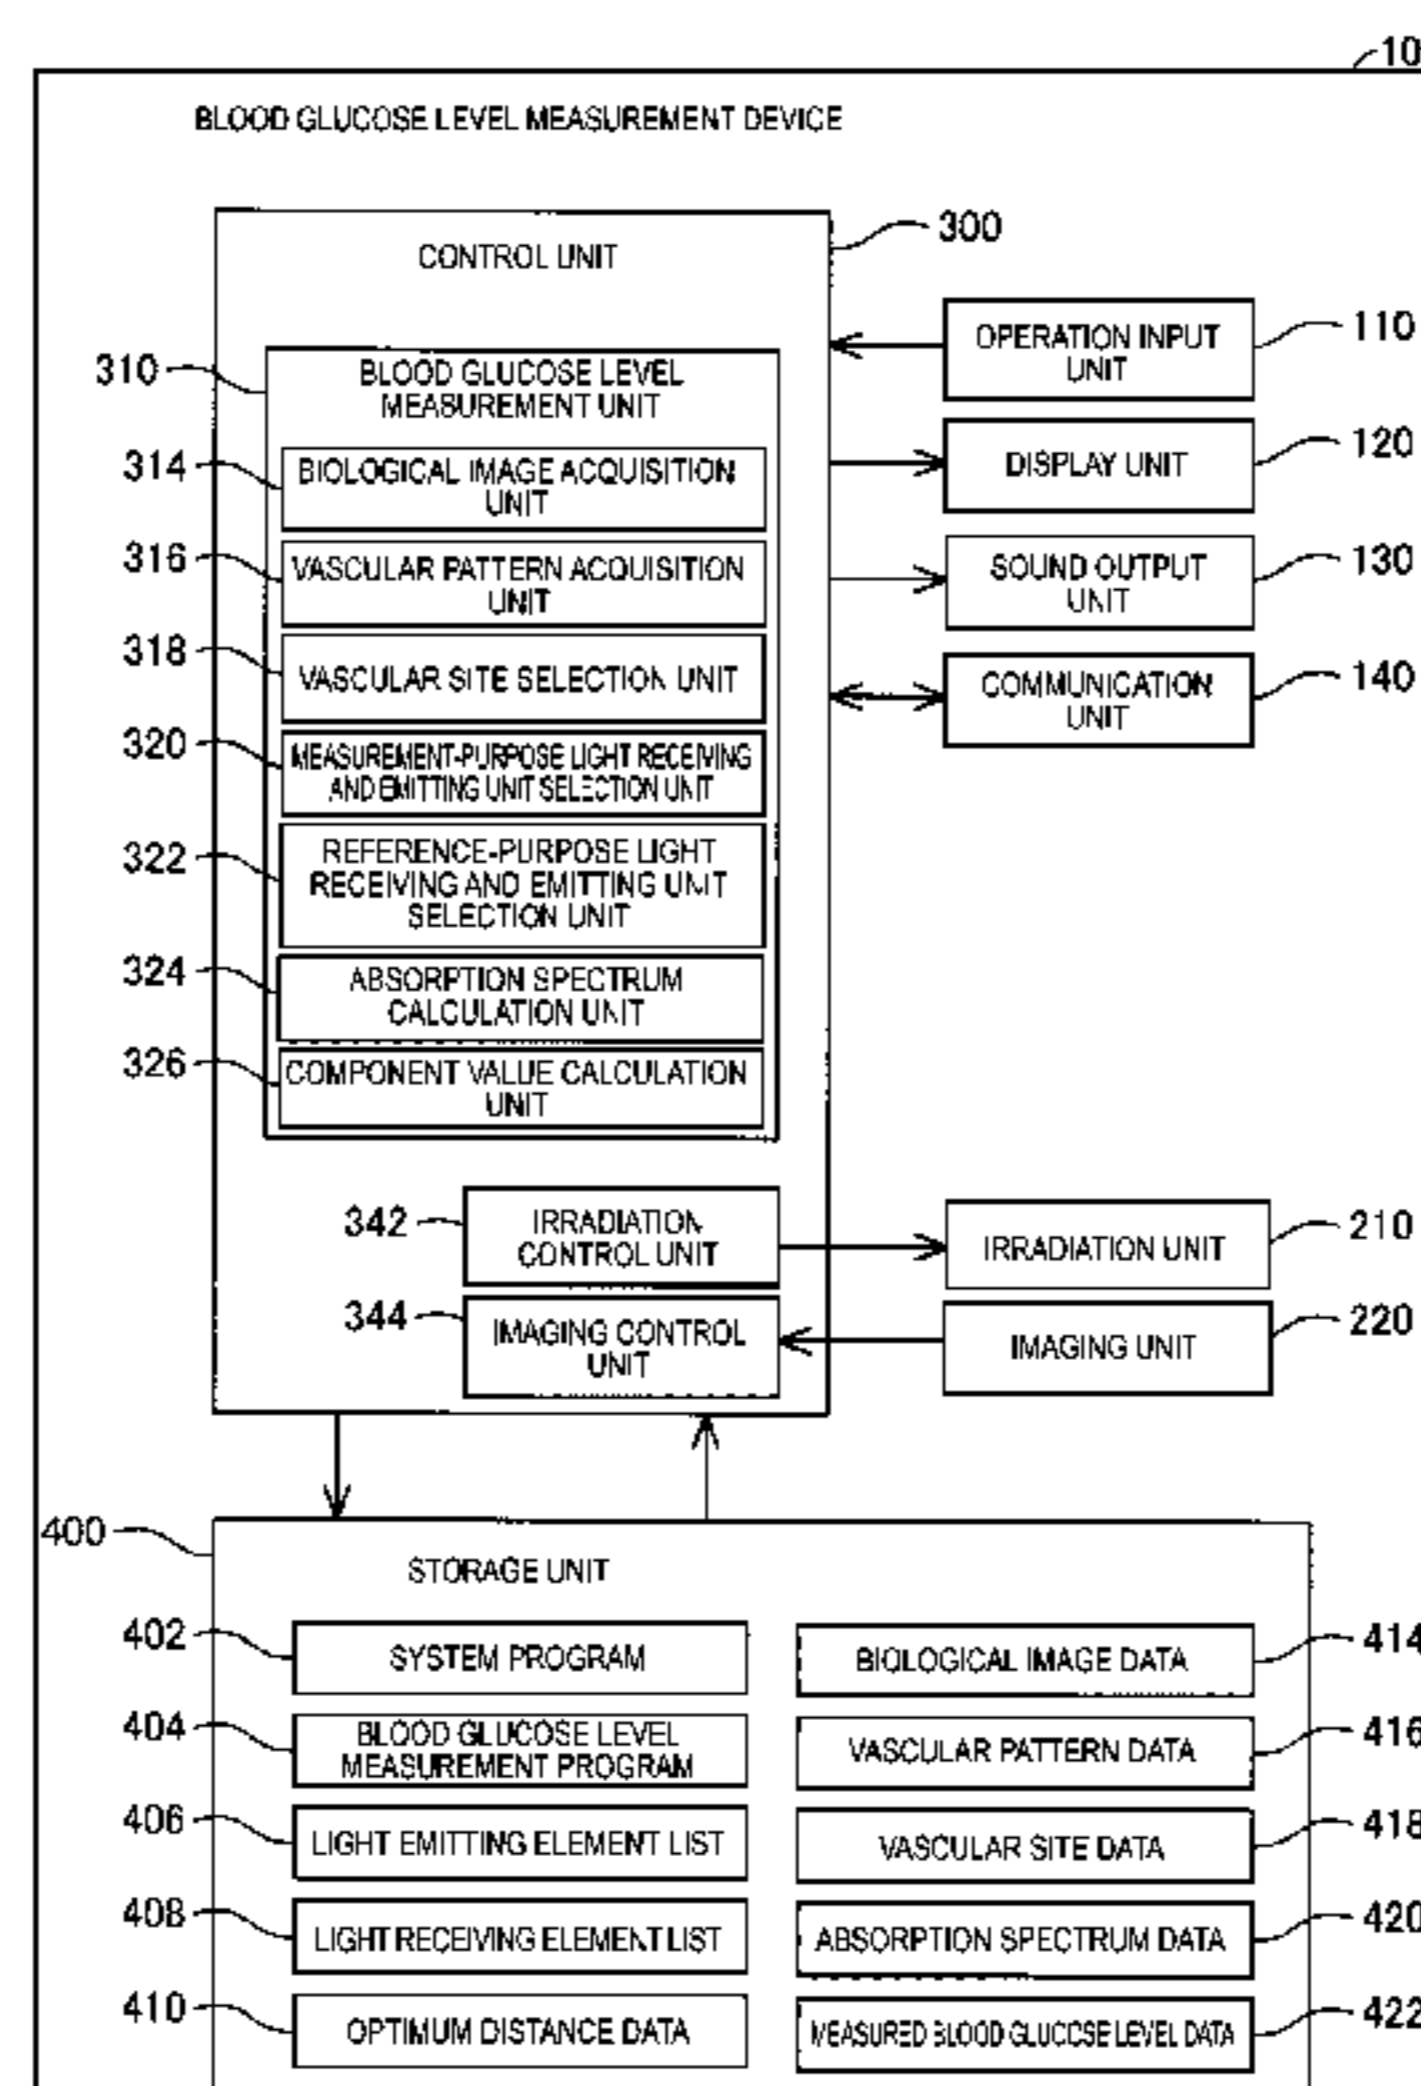 10
BLOOD GLUCOSE LEVEL MEASUREMENT DEVICE
300
CONTROL UNIT
310
BLOOD GLUCOSE LEVEL
MEASUREMENT UNIT
314
BIOLOGICAL IMAGE ACQUISITION
UNIT
316
VASCULAR PATTERN ACQUISITION
UNIT
318
VASCULAR SITE SELECTION UNIT
320
MEASUREMENT-PURPOSE LIGHT RECEIVING
AND EMITTING UNIT SELECTION UNIT
322
REFERENCE-PURPOSE LIGHT
RECEIVING AND EMITTING UNIT
SELECTION UNIT
324
ABSORPTION SPECTRUM
CALCULATION UNIT
326
COMPONENT VALUE CALCULATION
UNIT
OPERATION INPUT
UNIT
110
DISPLAY UNIT
120
SOUND OUTPUT
UNIT
130
COMMUNICATION
UNIT
140
342
IRRADIATION
CONTROL UNIT
IRRADIATION UNIT
210
344
IMAGING CONTROL
UNIT
IMAGING UNIT
220
400
STORAGE UNIT
402
SYSTEM PROGRAM
404
BLOOD GLUCOSE LEVEL
MEASUREMENT PROGRAM
406
LIGHT EMITTING ELEMENT LIST
408
LIGHT RECEIVING ELEMENT LIST
410
OPTIMUM DISTANCE DATA
BIOLOGICAL IMAGE DATA
414
VASCULAR PATTERN DATA
416
VASCULAR SITE DATA
418
ABSORPTION SPECTRUM DATA
420
MEASURED BLOOD GLUCOSE LEVEL DATA
422